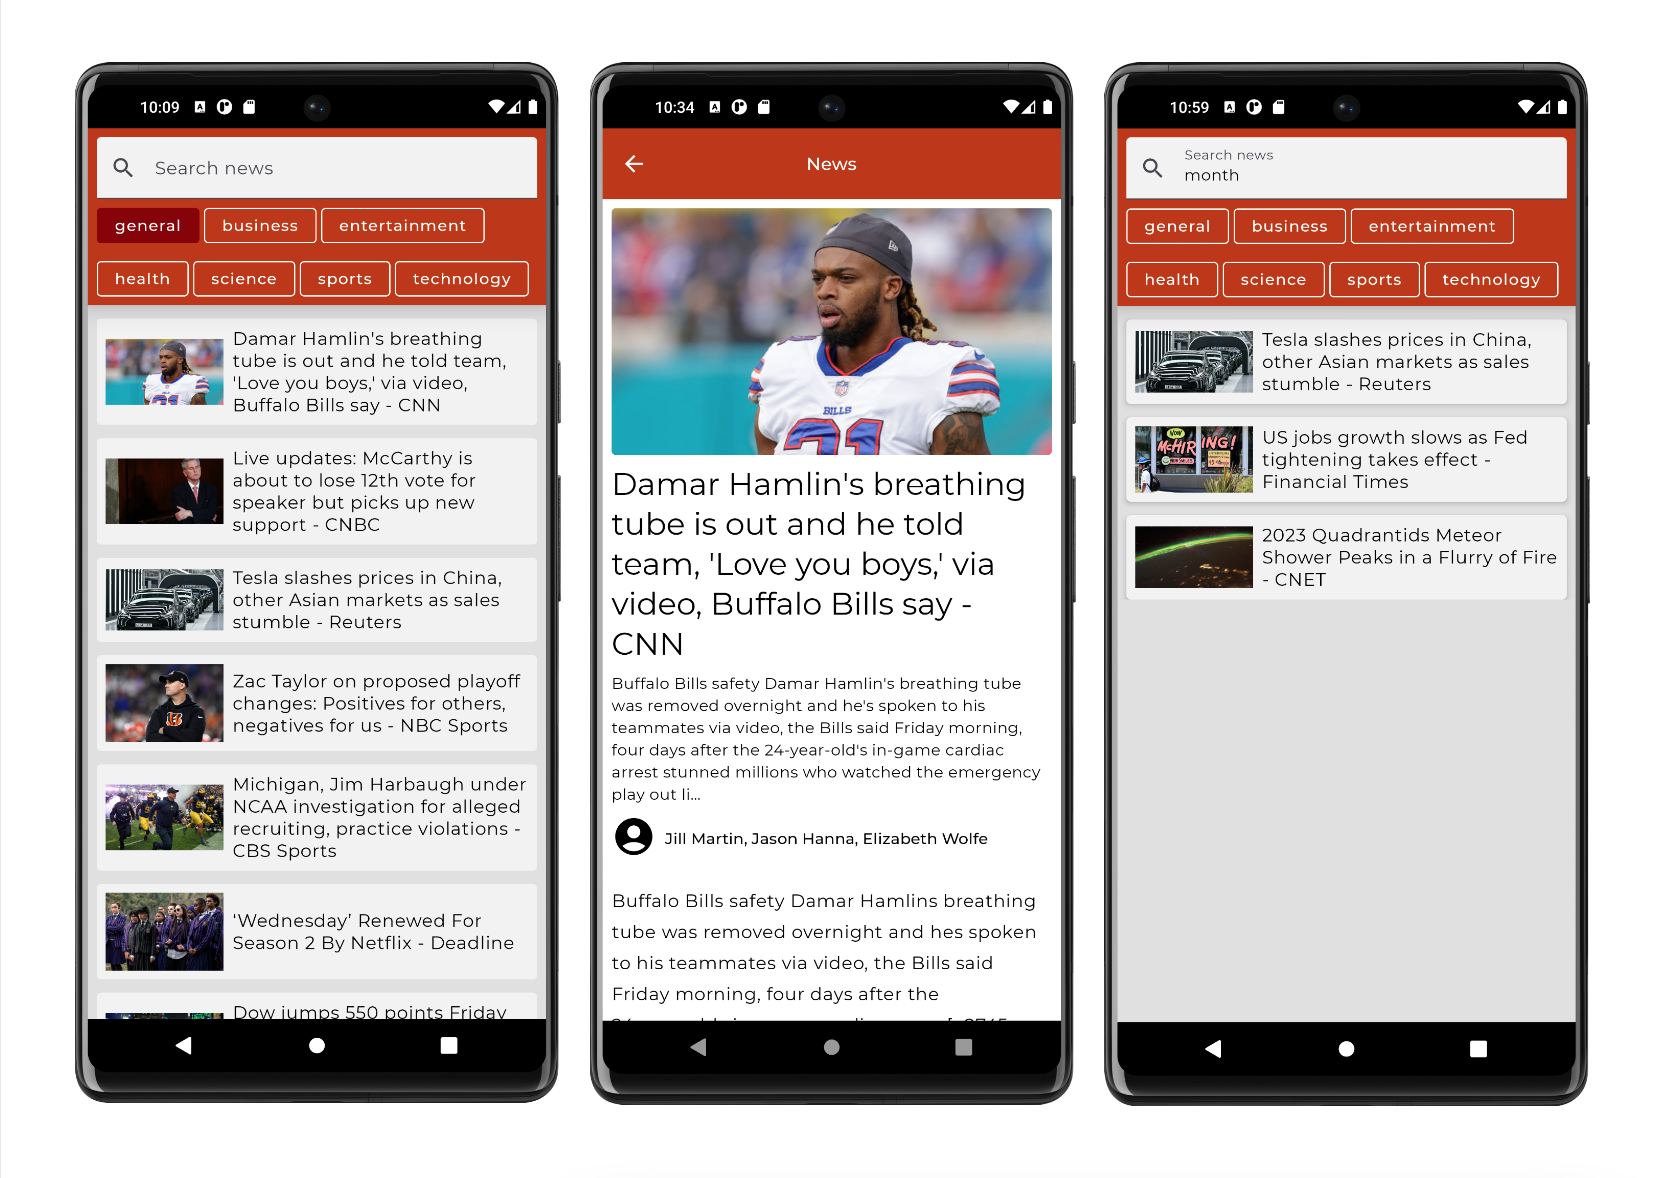 10:09
Search news
general business entertainment
health science sports technology
Damar Hamlin's breathing
tube is out and he told team,
'Love you boys,' via video,
Buffalo Bills say - CNN
Live updates: McCarthy is
about to lose 12th vote for
speaker but picks up new
support - CNBC
Tesla slashes prices in China,
other Asian markets as sales
stumble - Reuters
Zac Taylor on proposed playoff
changes: Positives for others,
negatives for us - NBC Sports
Michigan, Jim Harbaugh under
NCAA investigation for alleged
recruiting, practice violations -
CBS Sports
‘Wednesday’ Renewed For
Season 2 By Netflix - Deadline
Dow jumps 550 points Friday
10:34
News
BILLS
Damar Hamlin's breathing
tube is out and he told
team, 'Love you boys,' via
video, Buffalo Bills say -
CNN
Buffalo Bills safety Damar Hamlin's breathing tube
was removed overnight and he's spoken to his
teammates via video, the Bills said Friday morning,
four days after the 24-year-old's in-game cardiac
arrest stunned millions who watched the emergency
play out li...
Jill Martin, Jason Hanna, Elizabeth Wolfe
Buffalo Bills safety Damar Hamlins breathing
tube was removed overnight and hes spoken
to his teammates via video, the Bills said
Friday morning, four days after the
10:59
Search news
month
general business entertainment
health science sports technology
Tesla slashes prices in China,
other Asian markets as sales
stumble - Reuters
US jobs growth slows as Fed
tightening takes effect -
Financial Times
2023 Quadrantids Meteor
Shower Peaks in a Flurry of Fire
- CNET